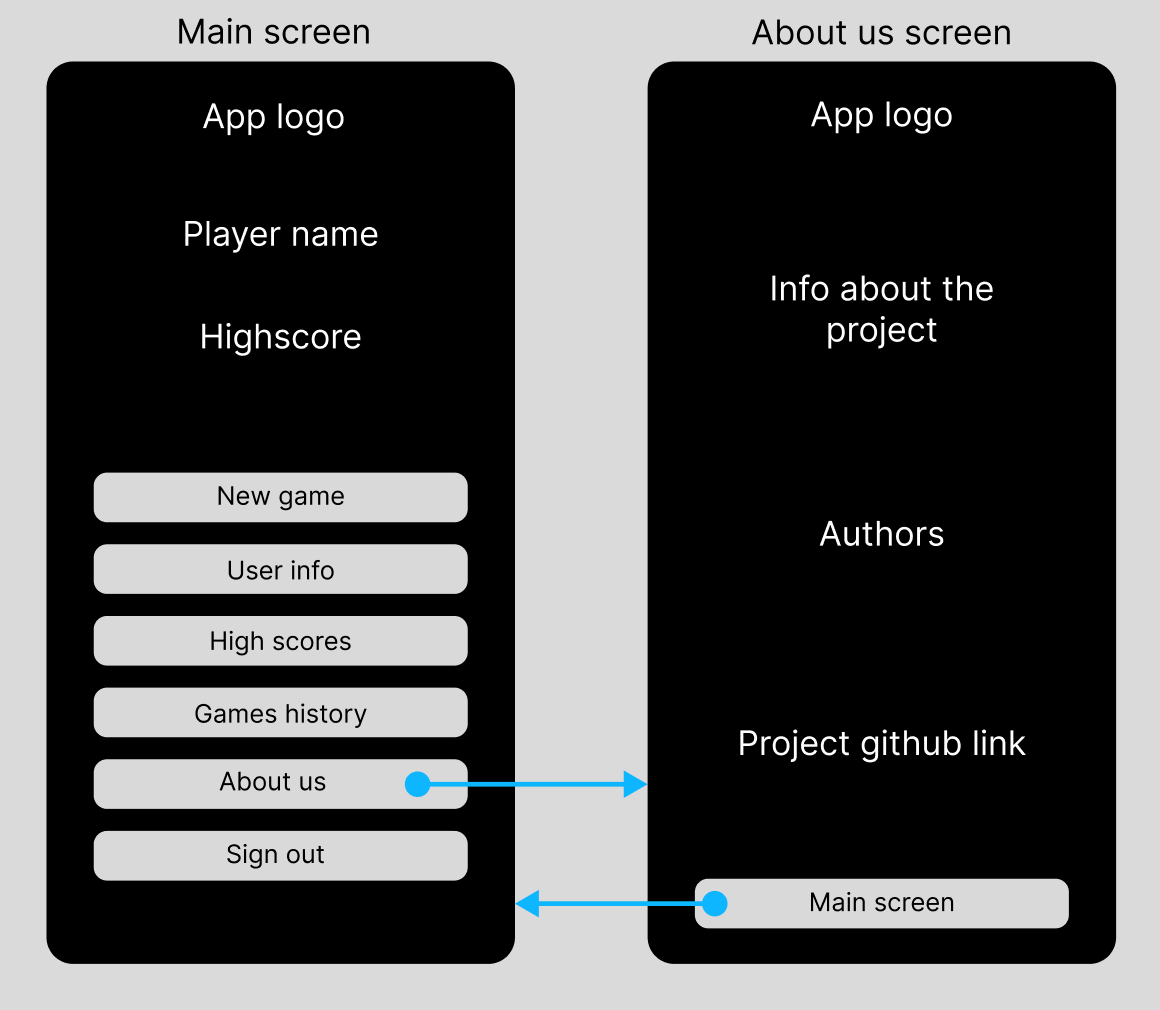 Main screen
App logo
Player name
Highscore
New game
User info
High scores
Games history
About us
Sign out
About us screen
App logo
Info about the
project
Authors
Project github link
Main screen